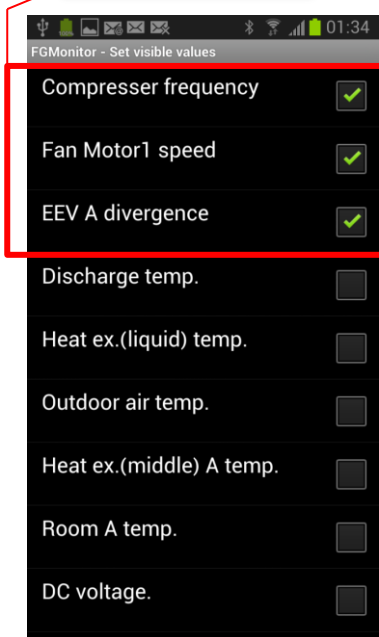 01:34
FGMonitor - Set visible values
Compresser frequency
Fan Motor1 speed
EEV A divergence
Discharge temp.
Heat ex.(liquid) temp.
Outdoor air temp.
Heat ex.(middle) A temp.
Room A temp.
DC voltage.